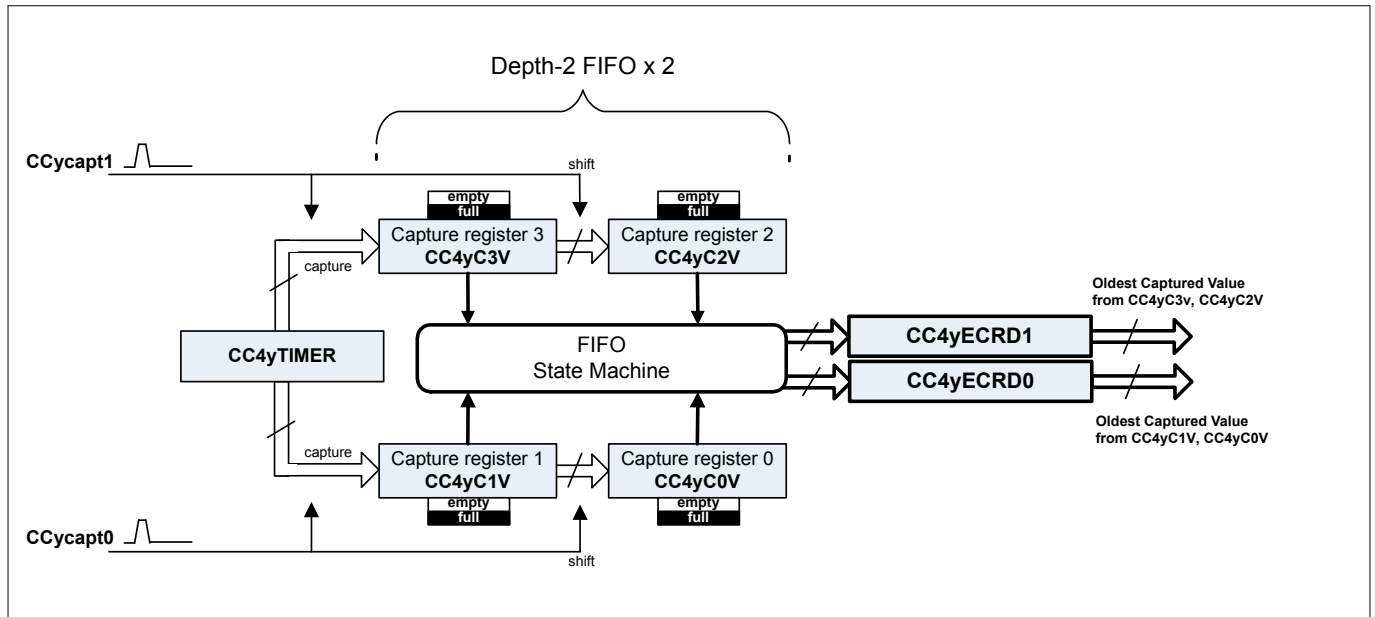 Depth-2 FIFO x 2
CCycapt1
shift
empty
full
empty
full
Capture register 3
CC4yC3V
Capture register 2
CC4yC2V
capture
Oldest Captured Value
from CC4yC3v, CC4yC2V
CC4yTIMER
FIFO
State Machine
CC4yECRD1
CC4yECRD0
Oldest Captured Value
from CC4yC1V, CC4yC0V
capture
Capture register 1
CC4yC1V
Capture register 0
CC4yC0V
empty
full
empty
full
CCycapt0
shift